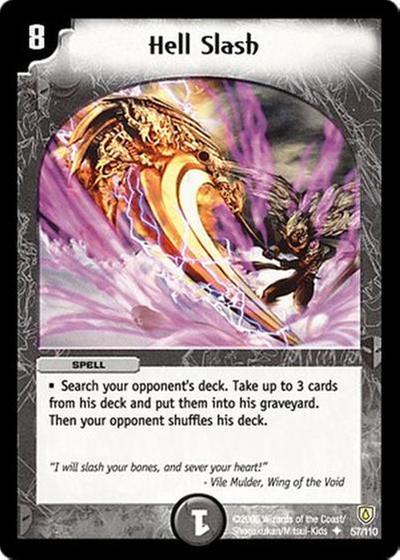 8
Hell Slash
SPELL
▪ Search your opponent's deck. Take up to 3 cards
from his deck and put them into his graveyard.
Then your opponent shuffles his deck.
"I will slash your bones, and sever your heart!"
- Vile Mulder, Wing of the Void
1
©2006 Wizards of the Coast/
Shogakukan/Mitsui-Kids ✦ 57/110